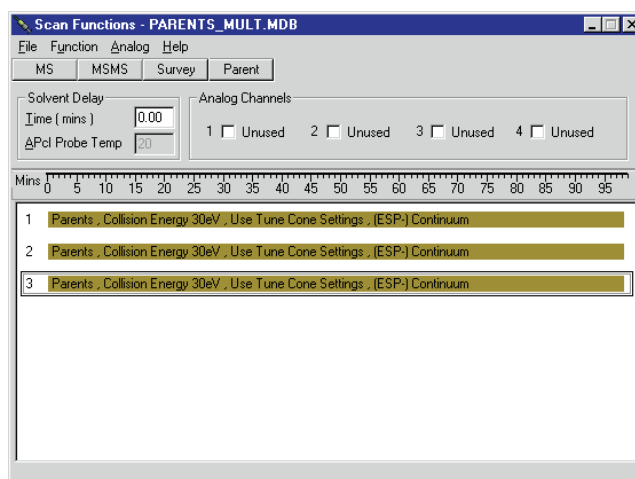 Scan Functions - PARENTS_MULT.MDB
File Function Analog Help
MS MSMS Survey Parent
Solvent Delay Analog Channels
Time ( mins ) 0.00
1 Unused 2 Unused 3 Unused 4 Unused
APcI Probe Temp 20
Mins 0 5 10 15 20 25 30 35 40 45 50 55 60 65 70 75 80 85 90 95
1 Parents , Collision Energy 30eV , Use Tune Cone Settings , (ESP-) Continuum
2 Parents , Collision Energy 30eV , Use Tune Cone Settings , (ESP-) Continuum
3 Parents , Collision Energy 30eV , Use Tune Cone Settings , (ESP-) Continuum